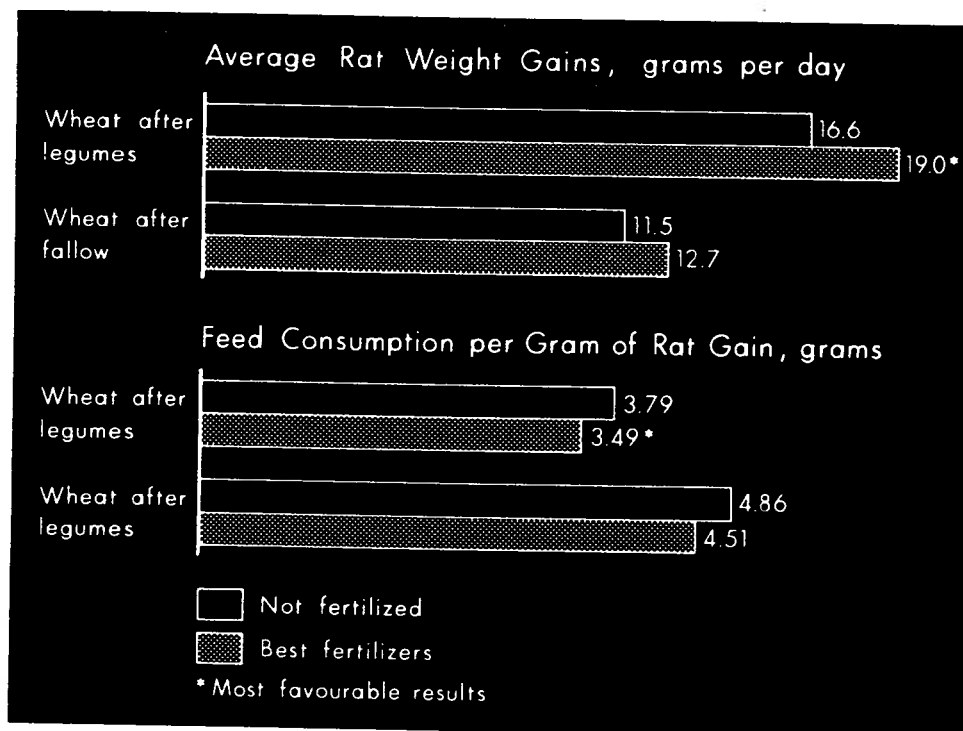 Average Rat Weight Gains, grams per day
Wheat after
legumes
16.6
19.0*
Wheat after
fallow
11.5
12.7
Feed Consumption per Gram of Rat Gain, grams
Wheat after
legumes
3.79
3.49*
Wheat after
legumes
4.86
4.51
Not fertilized
Best fertilizers
* Most favourable results